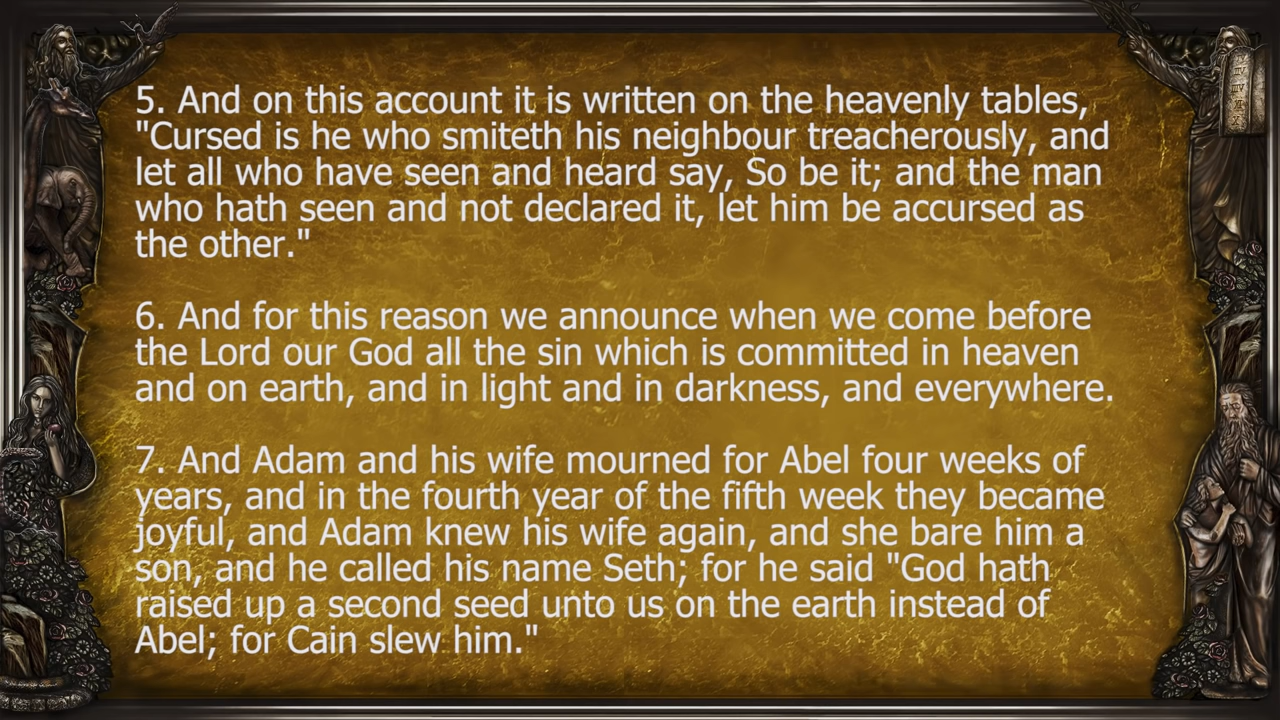 5. And on this account it is written on the heavenly tables,
"Cursed is he who smiteth his neighbour treacherously, and
let all who have seen and heard say, So be it; and the man
who hath seen and not declared it, let him be accursed as
the other."
6. And for this reason we announce when we come before
the Lord our God all the sin which is committed in heaven
and on earth, and in light and in darkness, and everywhere.
7. And Adam and his wife mourned for Abel four weeks of
years, and in the fourth year of the fifth week they became
joyful, and Adam knew his wife again, and she bare him a
son, and he called his name Seth; for he said "God hath
raised up a second seed unto us on the earth instead of
Abel; for Cain slew him."